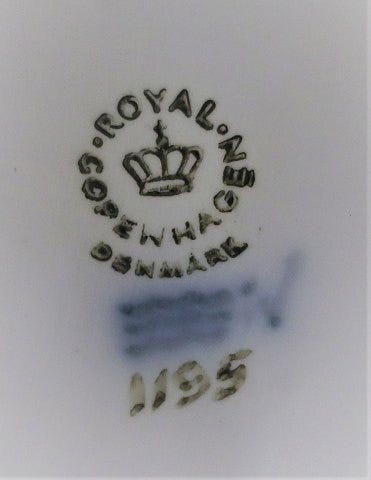 ROYAL
COPENHAGEN
DENMARK
1195